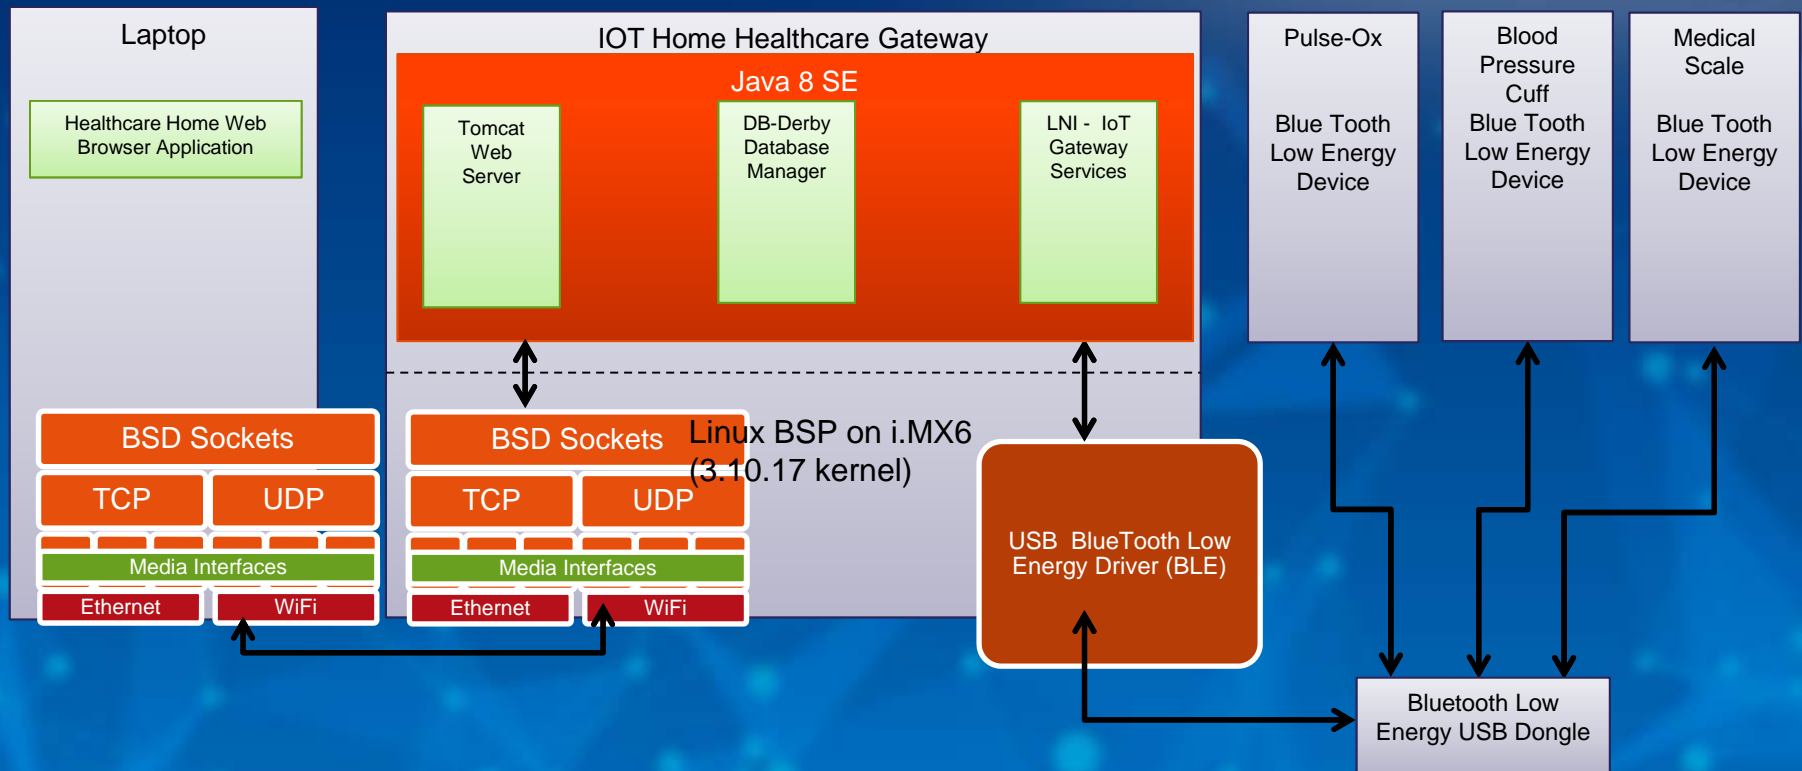 Laptop
Healthcare Home Web
Browser Application
BSD Sockets
TCP
UDP
Media Interfaces
Ethernet
WiFi
IOT Home Healthcare Gateway
Java 8 SE
Tomcat
Web
Server
DB-Derby
Database
Manager
LNI - IoT
Gateway
Services
BSD Sockets
TCP
UDP
Media Interfaces
Ethernet
WiFi
Linux BSP on i.MX6
(3.10.17 kernel)
USB BlueTooth Low
Energy Driver (BLE)
Pulse-Ox
Blue Tooth
Low Energy
Device
Blood
Pressure
Cuff
Blue Tooth
Low Energy
Device
Medical
Scale
Blue Tooth
Low Energy
Device
Bluetooth Low
Energy USB Dongle